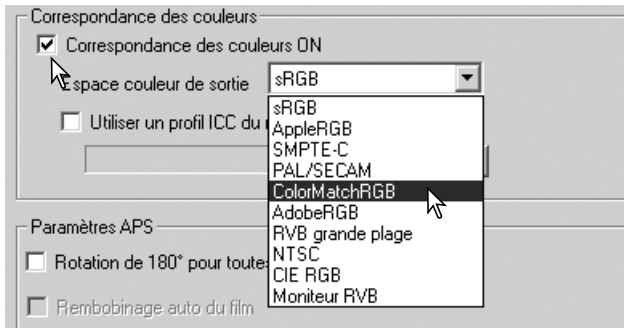 Correspondance des couleurs
Correspondance des couleurs ON
Espace couleur de sortie
sRGB
Utiliser un profil ICC du
sRGB
AppleRGB
SMPTE-C
PAL/SECAM
ColorMatchRGB
AdobeRGB
RVB grande plage
NTSC
CIE RGB
Moniteur RVB
Paramètres APS
Rotation de 180° pour toute
Rembobinage auto du film